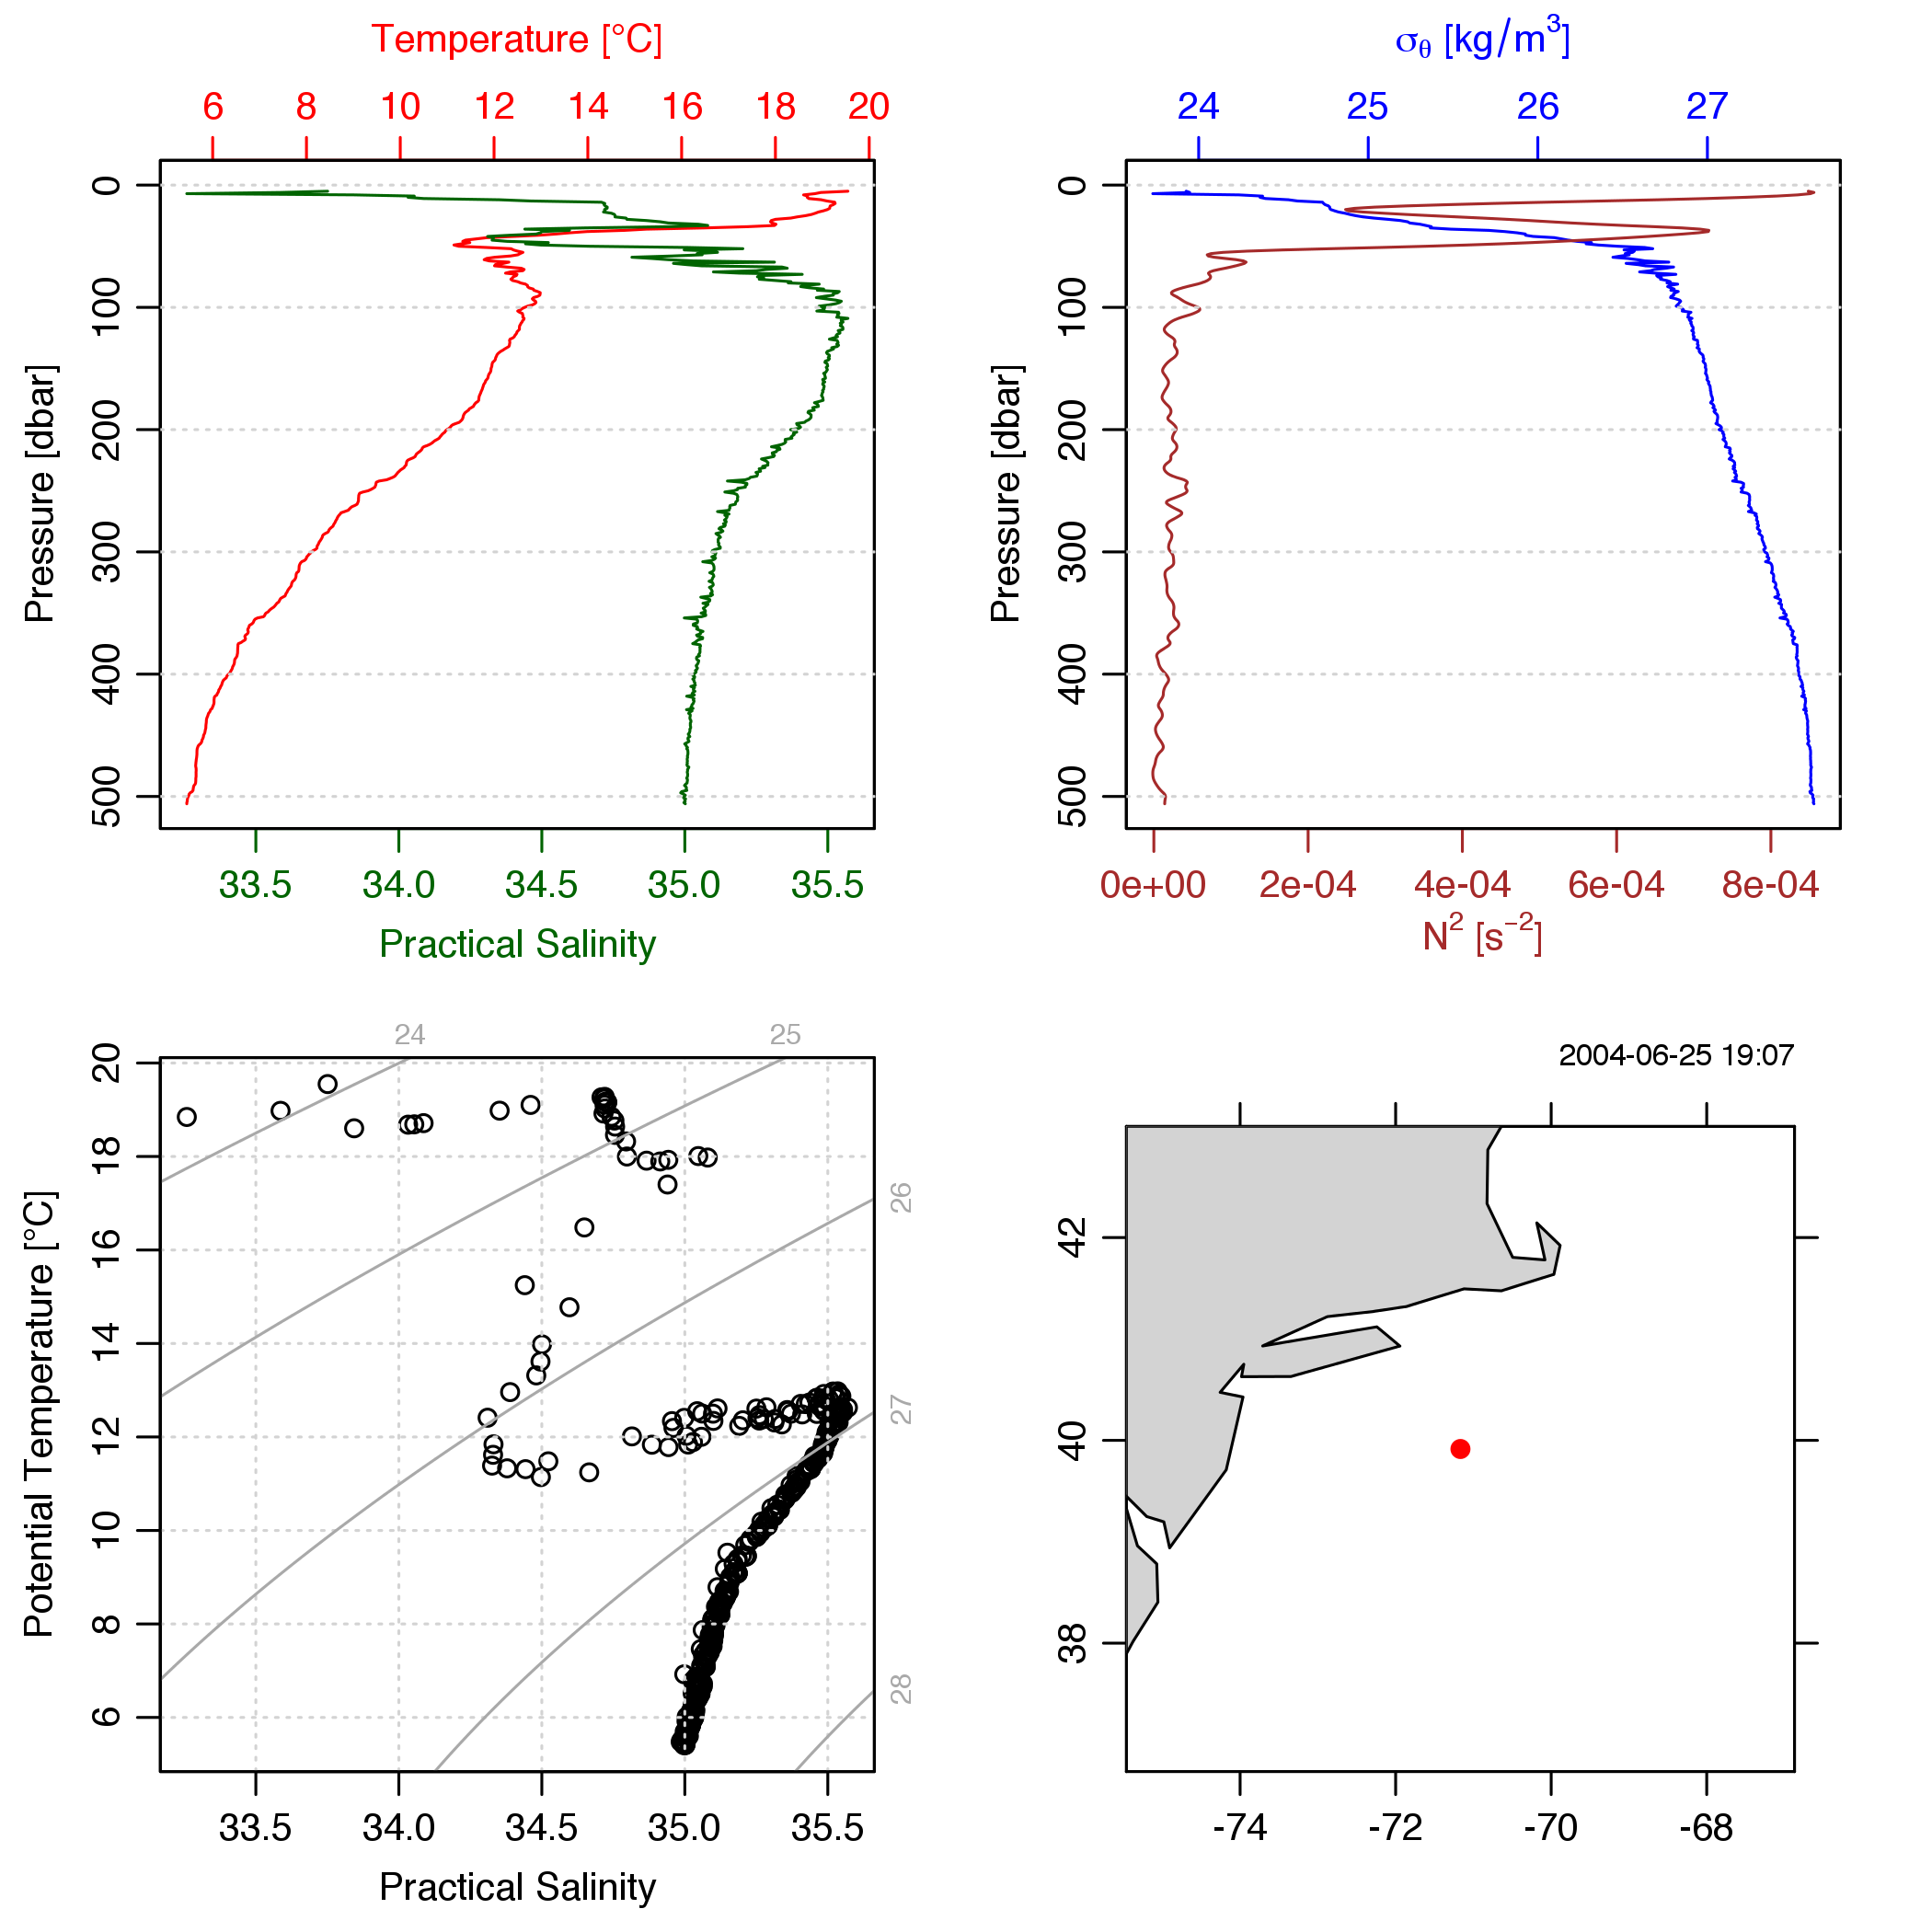 Temperature [°C]
6 8 10 12 14 16 18 20
0 100 200 300 400 500
Pressure [dbar]
33.5 34.0 34.5 35.0 35.5
Practical Salinity
σθ [kg/m³]
24 25 26 27
0 100 200 300 400 500
Pressure [dbar]
0e+00 2e-04 4e-04 6e-04 8e-04
N² [s⁻²]
24 25
26
27
28
20 18 16 14 12 10 8 6
Potential Temperature [°C]
33.5 34.0 34.5 35.0 35.5
Practical Salinity
2004-06-25 19:07
42 40 38
-74 -72 -70 -68